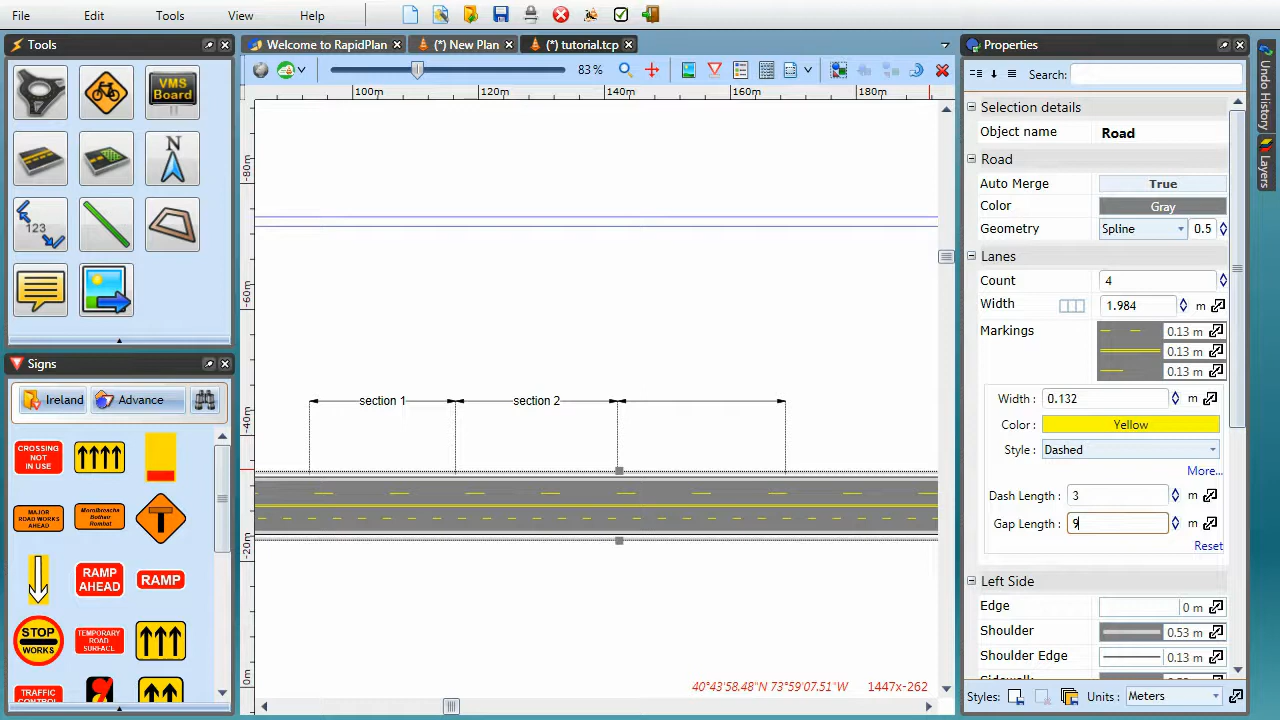 File Edit Tools View Help
Tools
VMS Board
N
123
Signs
Ireland Advance
CROSSING NOT IN USE
MAJOR ROAD WORKS AHEAD
RAMP AHEAD
RAMP
STOP WORKS
TEMPORARY ROAD SURFACE
TRAFFIC
Welcome to RapidPlan (*) New Plan (*) tutorial.tcp
83 %
100m 120m 140m 160m 180m
-80m
-60m
-40m
-20m
0m
section 1 section 2
40°43'58.48"N 73°59'07.51"W 1447x-262
Properties
Search:
Selection details
Object name Road
Road
Auto Merge True
Color Gray
Geometry Spline 0.5
Lanes
Count 4
Width 1.984 m
Markings 0.13 m
0.13 m
0.13 m
Width : 0.132 m
Color : Yellow
Style : Dashed
More...
Dash Length : 3 m
Gap Length : 9 m
Reset
Left Side
Edge 0 m
Shoulder 0.53 m
Shoulder Edge 0.13 m
Styles: Units : Meters
Undo History
Layers